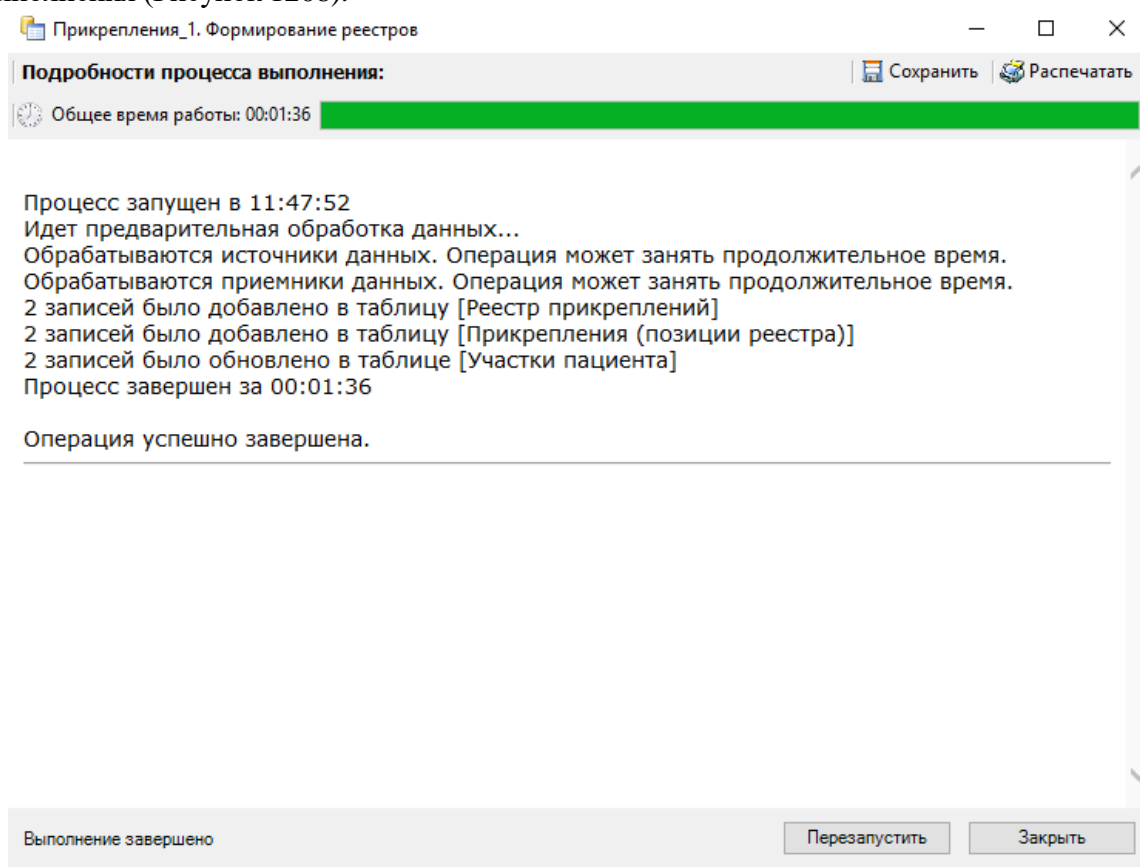 Прикрепления_1. Формирование реестров
Подробности процесса выполнения:
Сохранить
Распечатать
Общее время работы: 00:01:36
Процесс запущен в 11:47:52
Идет предварительная обработка данных...
Обрабатываются источники данных. Операция может занять продолжительное время.
Обрабатываются приемники данных. Операция может занять продолжительное время.
2 записей было добавлено в таблицу [Реестр прикреплений]
2 записей было добавлено в таблицу [Прикрепления (позиции реестра)]
2 записей было обновлено в таблице [Участки пациента]
Процесс завершен за 00:01:36
Операция успешно завершена.
Выполнение завершено
Перезапустить
Закрыть